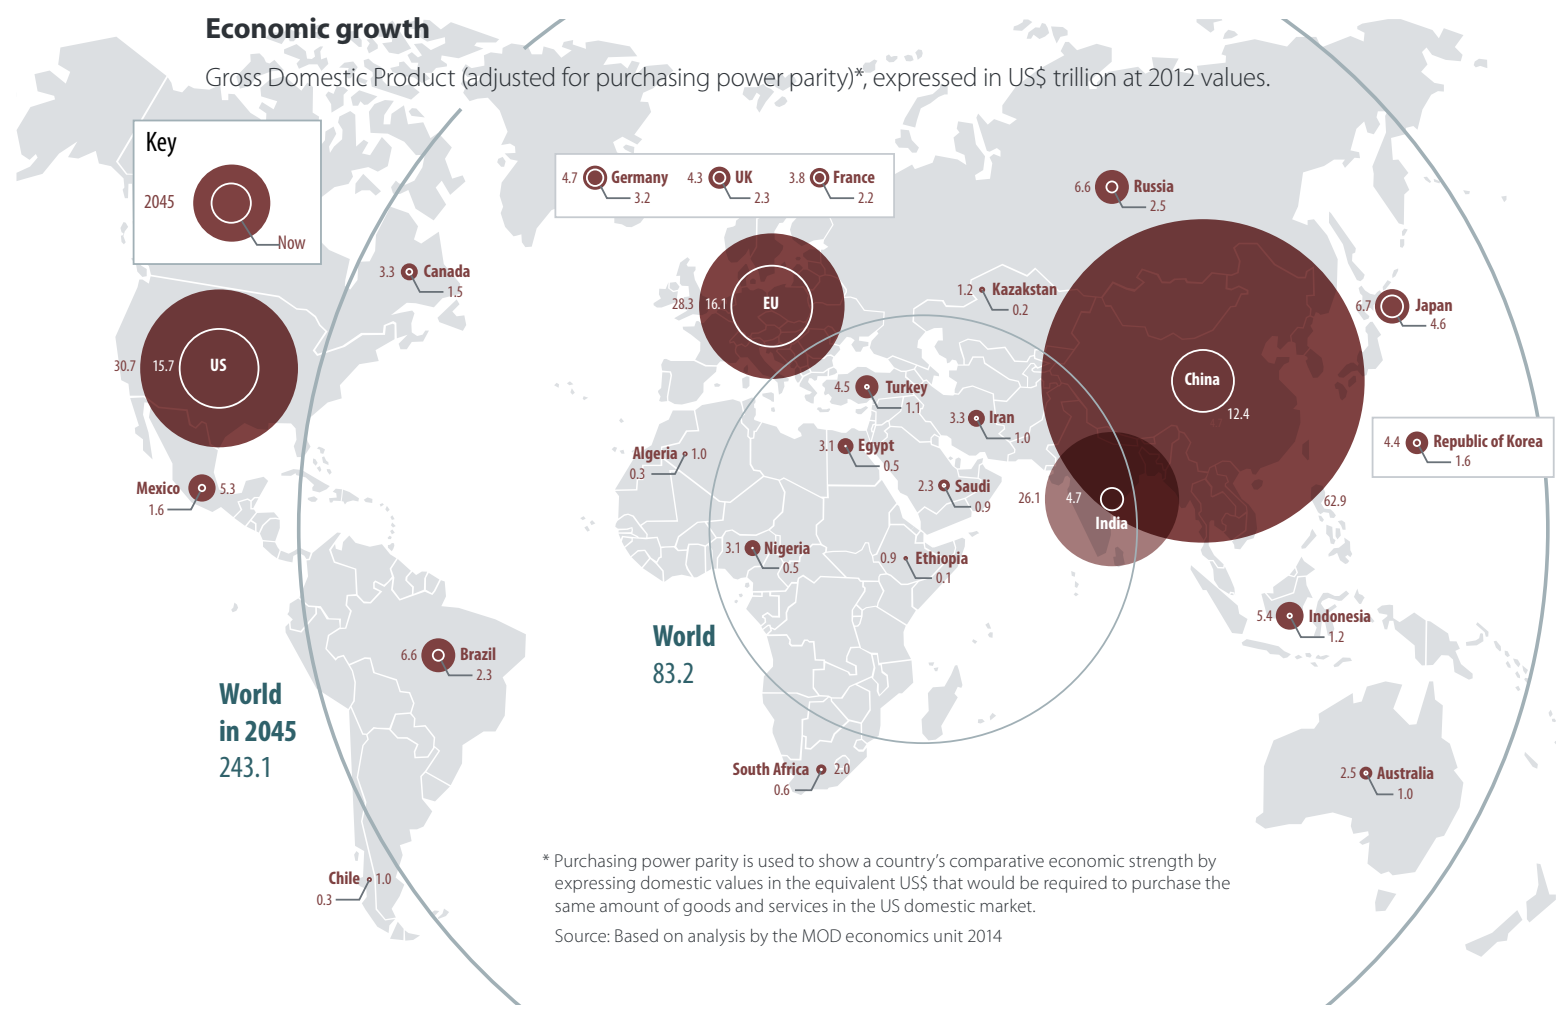 Economic growth
Gross Domestic Product (adjusted for purchasing power parity)*, expressed in US$ trillion at 2012 values.
Key
2045
Now
4.7 Germany
3.2
4.3 UK
2.3
3.8 France
2.2
6.6 Russia
2.5
3.3 Canada
1.5
28.3 16.1 EU
1.2 Kazakstan
0.2
6.7 Japan
4.6
30.7 15.7 US
China
12.4
62.9
4.5 Turkey
1.1
3.3 Iran
1.0
4.4 Republic of Korea
1.6
Algeria 1.0
0.3
3.1 Egypt
0.5
Mexico 5.3
1.6
2.3 Saudi
0.9
26.1 4.7
India
3.1 Nigeria
0.5
0.9 Ethiopia
0.1
5.4 Indonesia
1.2
World
83.2
6.6 Brazil
2.3
World
in 2045
243.1
South Africa 2.0
0.6
2.5 Australia
1.0
Chile 1.0
0.3
* Purchasing power parity is used to show a country's comparative economic strength by
expressing domestic values in the equivalent US$ that would be required to purchase the
same amount of goods and services in the US domestic market.
Source: Based on analysis by the MOD economics unit 2014